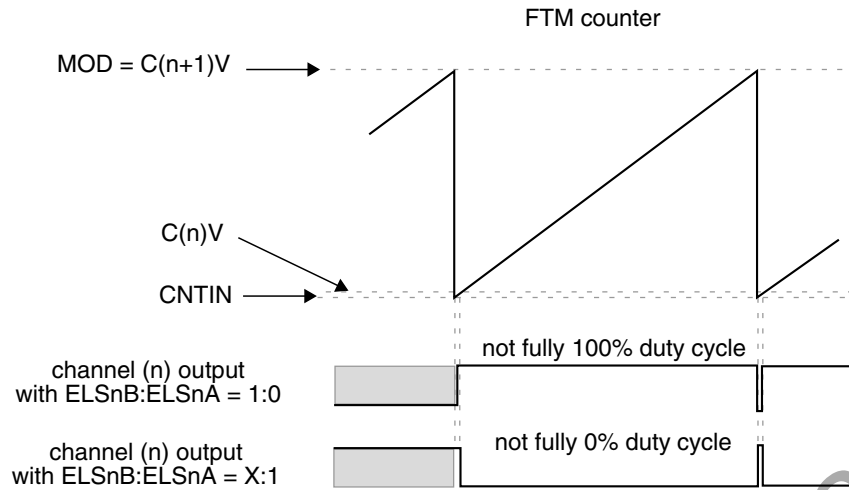 FTM counter
MOD = C(n+1)V
C(n)V
CNTIN
not fully 100% duty cycle
channel (n) output
with ELSnB:ELSnA = 1:0
not fully 0% duty cycle
channel (n) output
with ELSnB:ELSnA = X:1